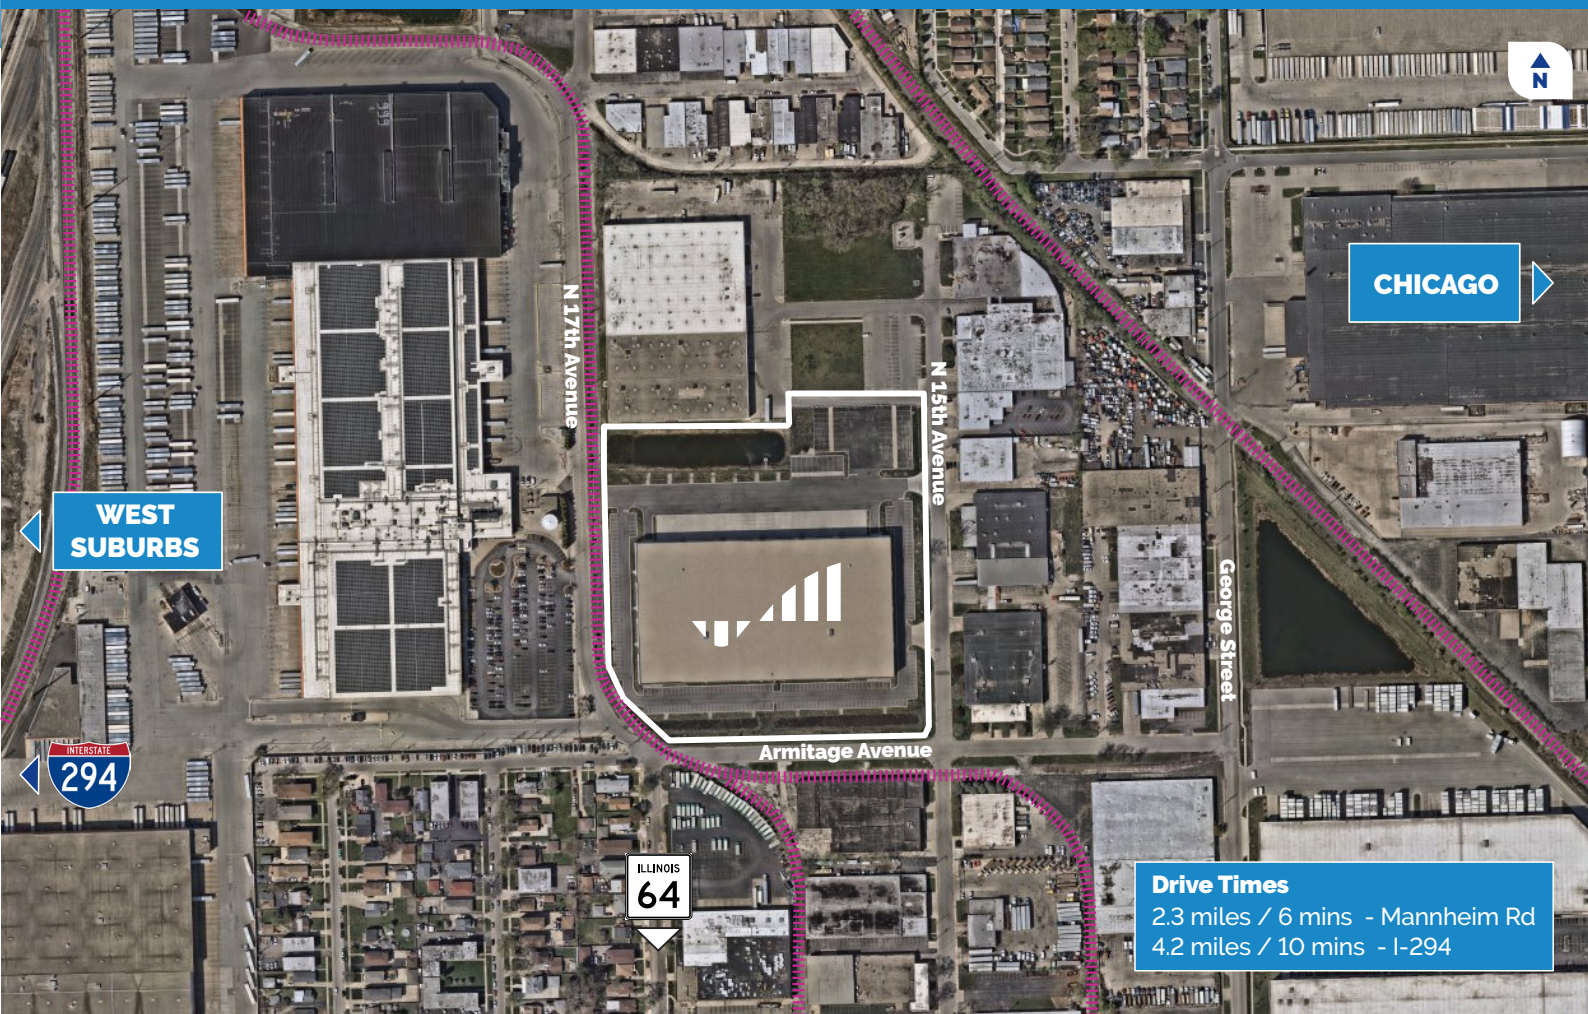 N
CHICAGO
N 17th Avenue
N 15th Avenue
WEST
SUBURBS
George Street
Armitage Avenue
INTERSTATE
294
ILLINOIS
64
Drive Times
2.3 miles / 6 mins - Mannheim Rd
4.2 miles / 10 mins - I-294